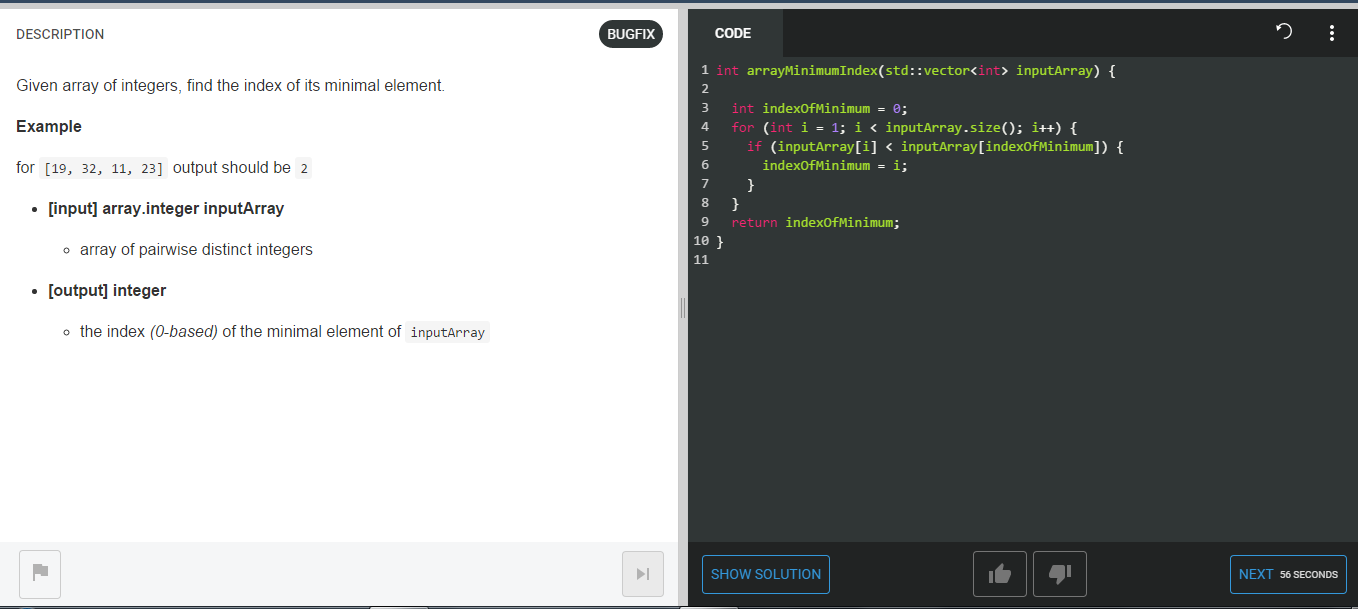 DESCRIPTION
BUGFIX
Given array of integers, find the index of its minimal element.
Example
for [19, 32, 11, 23] output should be 2
[input] array.integer inputArray
array of pairwise distinct integers
[output] integer
the index (0-based) of the minimal element of inputArray
CODE
1 int arrayMinimumIndex(std::vector<int> inputArray) {
2
3 int indexOfMinimum = 0;
4 for (int i = 1; i < inputArray.size(); i++) {
5 if (inputArray[i] < inputArray[indexOfMinimum]) {
6 indexOfMinimum = i;
7 }
8 }
9 return indexOfMinimum;
10 }
11
SHOW SOLUTION
NEXT 56 SECONDS